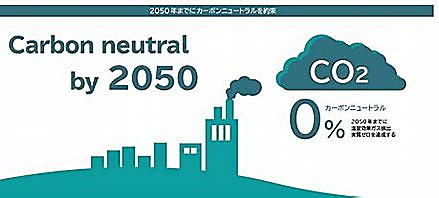 2050年までにカーボンニュートラルを約束
Carbon neutral
by 2050
CO2
0%
カーボンニュートラル
2050年までに
温室効果ガス排出
実質ゼロを達成する